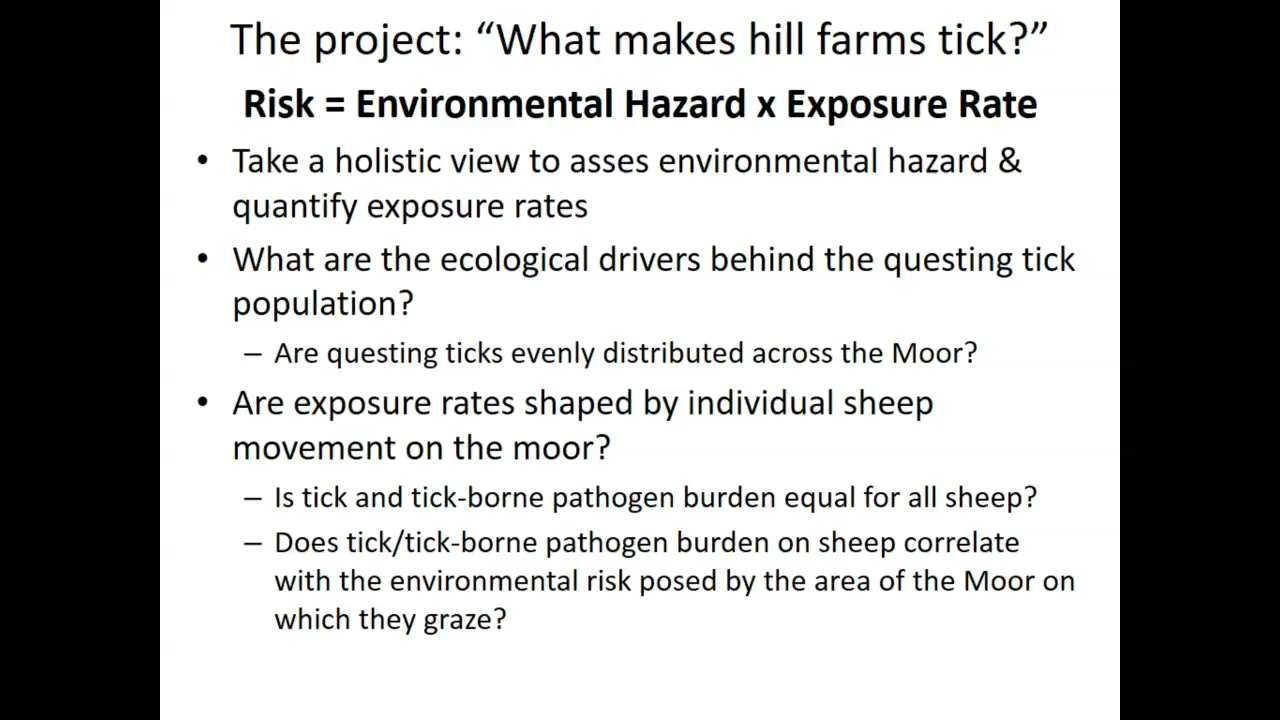 The project: “What makes hill farms tick?”
Risk = Environmental Hazard x Exposure Rate
• Take a holistic view to asses environmental hazard &
quantify exposure rates
• What are the ecological drivers behind the questing tick
population?
– Are questing ticks evenly distributed across the Moor?
• Are exposure rates shaped by individual sheep
movement on the moor?
– Is tick and tick-borne pathogen burden equal for all sheep?
– Does tick/tick-borne pathogen burden on sheep correlate
with the environmental risk posed by the area of the Moor on
which they graze?